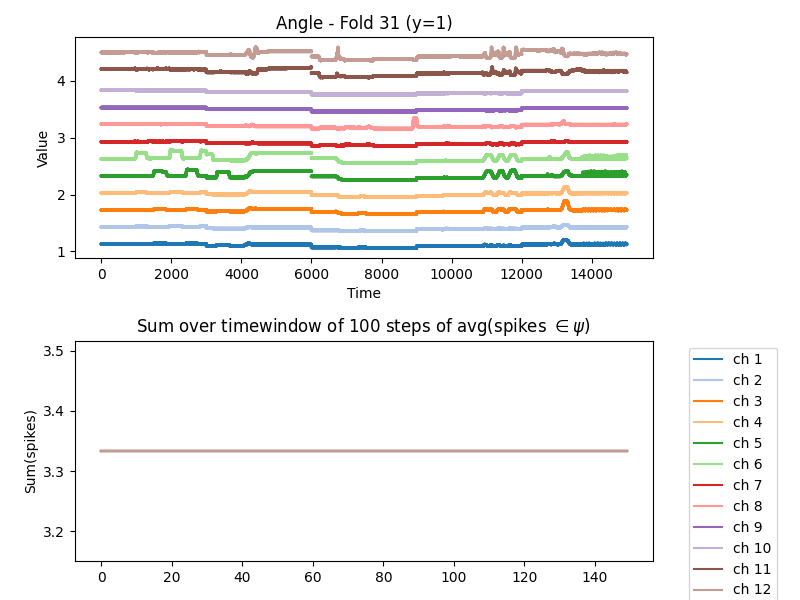 Angle - Fold 31 (y=1)
Value
4
3
2
1
0 2000 4000 6000 8000 10000 12000 14000
Time
Sum over timewindow of 100 steps of avg(spikes ∈ ψ)
Sum(spikes)
3.5
3.4
3.3
3.2
0 20 40 60 80 100 120 140
ch 1
ch 2
ch 3
ch 4
ch 5
ch 6
ch 7
ch 8
ch 9
ch 10
ch 11
ch 12